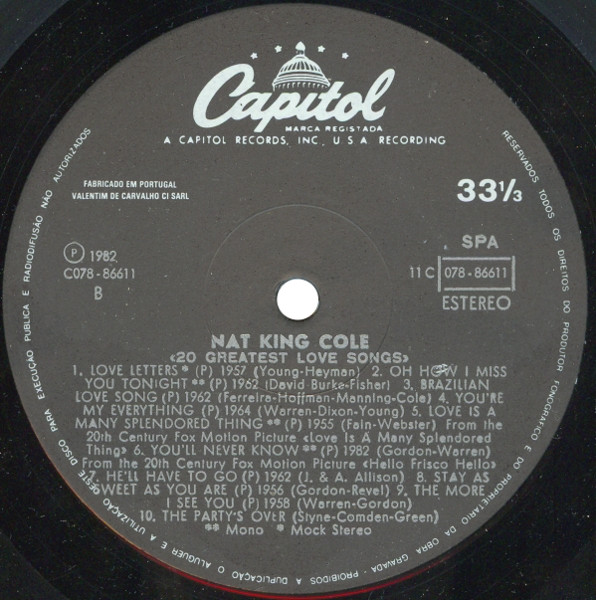 Capitol
MARCA REGISTADA
A CAPITOL RECORDS, INC, U S A RECORDING
RESERVADOS TODOS OS DIREITOS DO PRODUTOR FONOGRÁFICO E DO PROPRIETÁRIO DA OBRA GRAVADA - PROIBIDOS A DUPLICAÇÃO O ALUGUER E A UTILIZAÇÃO DESTE DISCO PARA EXECUÇÃO PUBLICA E RADIODIFUSÃO NÃO AUTORIZADOS
FABRICADO EM PORTUGAL
VALENTIM DE CARVALHO CI SARL
33⅓
Ⓟ 1982
C078-86611
B
SPA
11 C 078-86611
ESTEREO
NAT KING COLE
«20 GREATEST LOVE SONGS»
1. LOVE LETTERS * (P) 1957 (Young-Heyman) 2. OH HOW I MISS
YOU TONIGHT ** (P) 1962 (David Burke-Fisher) 3. BRAZILIAN
LOVE SONG (P) 1962 (Ferreira-Hoffman-Manning-Cole) 4. YOU'RE
MY EVERYTHING (P) 1964 (Warren-Dixon-Young) 5. LOVE IS A
MANY SPLENDORED THING ** (P) 1955 (Fain-Webster) From the
20th Century Fox Motion Picture «Love Is A Many Splendored
Thing» 6. YOU'LL NEVER KNOW ** (P) 1982 (Gordon-Warren)
From the 20th Century Fox Motion Picture «Hello Frisco Hello»
7. HE'LL HAVE TO GO (P) 1962 (J. & A. Allison) 8. STAY AS
SWEET AS YOU ARE (P) 1956 (Gordon-Revel) 9. THE MORE
I SEE YOU (P) 1958 (Warren-Gordon)
10. THE PARTY'S OVER (Styne-Comden-Green)
** Mono * Mock Stereo